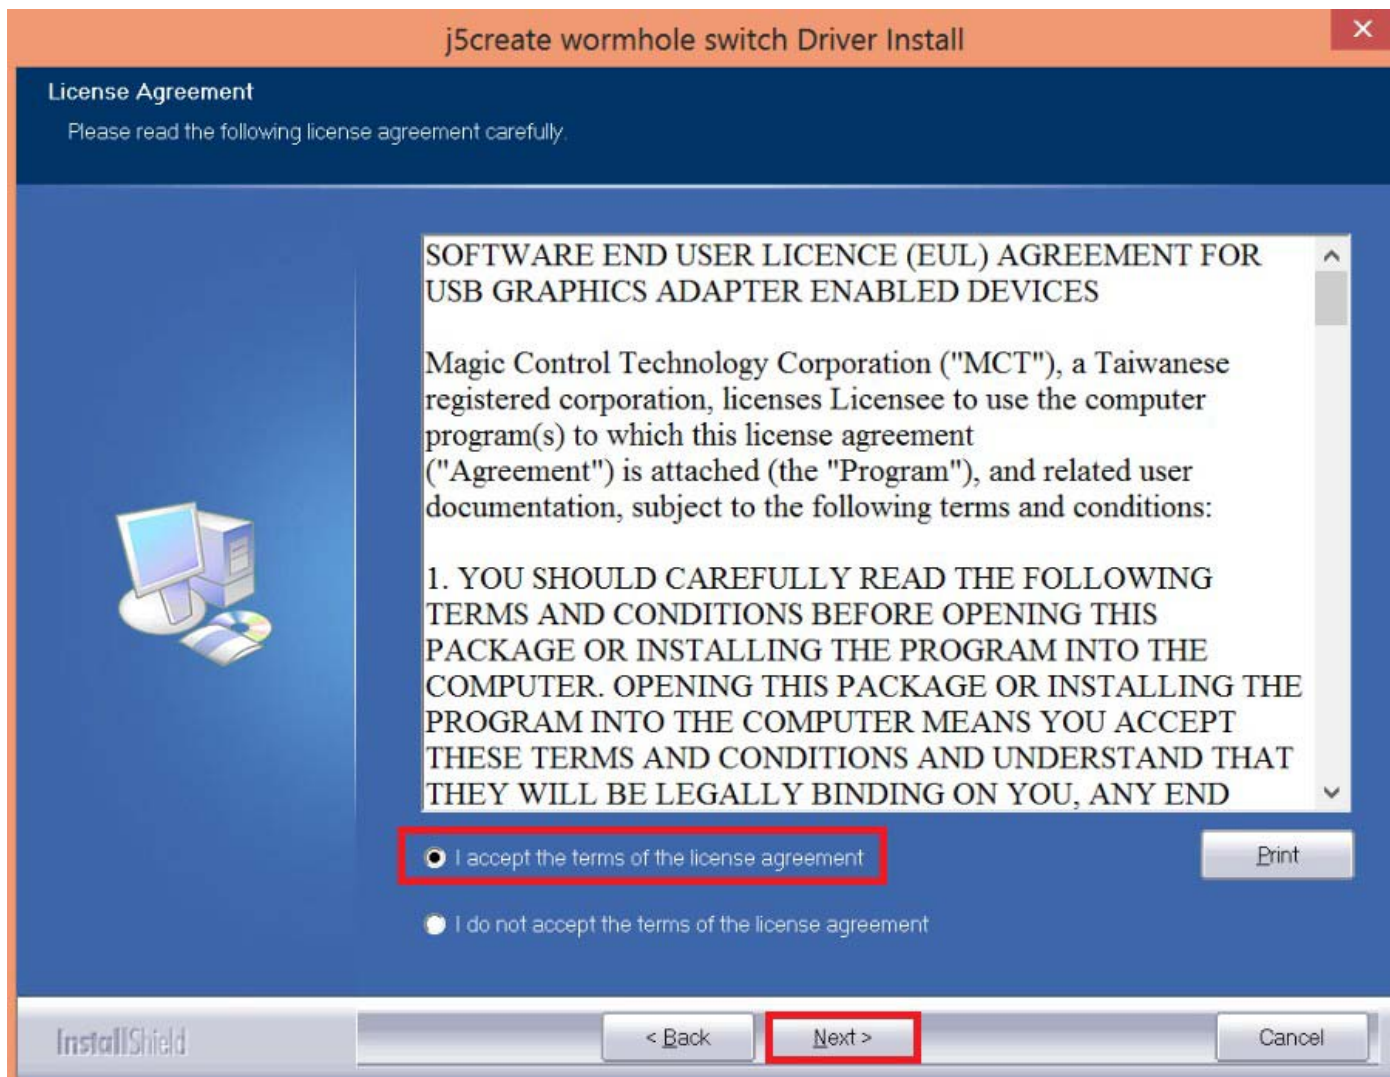 j5create wormhole switch Driver Install
License Agreement
Please read the following license agreement carefully.
SOFTWARE END USER LICENCE (EUL) AGREEMENT FOR
USB GRAPHICS ADAPTER ENABLED DEVICES
Magic Control Technology Corporation ("MCT"), a Taiwanese
registered corporation, licenses Licensee to use the computer
program(s) to which this license agreement
("Agreement") is attached (the "Program"), and related user
documentation, subject to the following terms and conditions:
1. YOU SHOULD CAREFULLY READ THE FOLLOWING
TERMS AND CONDITIONS BEFORE OPENING THIS
PACKAGE OR INSTALLING THE PROGRAM INTO THE
COMPUTER. OPENING THIS PACKAGE OR INSTALLING THE
PROGRAM INTO THE COMPUTER MEANS YOU ACCEPT
THESE TERMS AND CONDITIONS AND UNDERSTAND THAT
THEY WILL BE LEGALLY BINDING ON YOU, ANY END
I accept the terms of the license agreement
Print
I do not accept the terms of the license agreement
InstallShield
< Back
Next >
Cancel